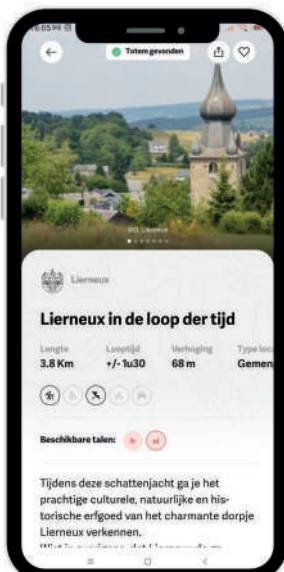 Totem gevonden
Lierneux
Lierneux in de loop der tijd
Lengte Looptijd Verhoging
3.8 Km +/- 1u30 68 m Gemen
Beschikbare talen: fr nl
Tijdens deze schattenjacht ga je het
prachtige culturele, natuurlijke en his-
torische erfgoed van het charmante dorpje
Lierneux verkennen.